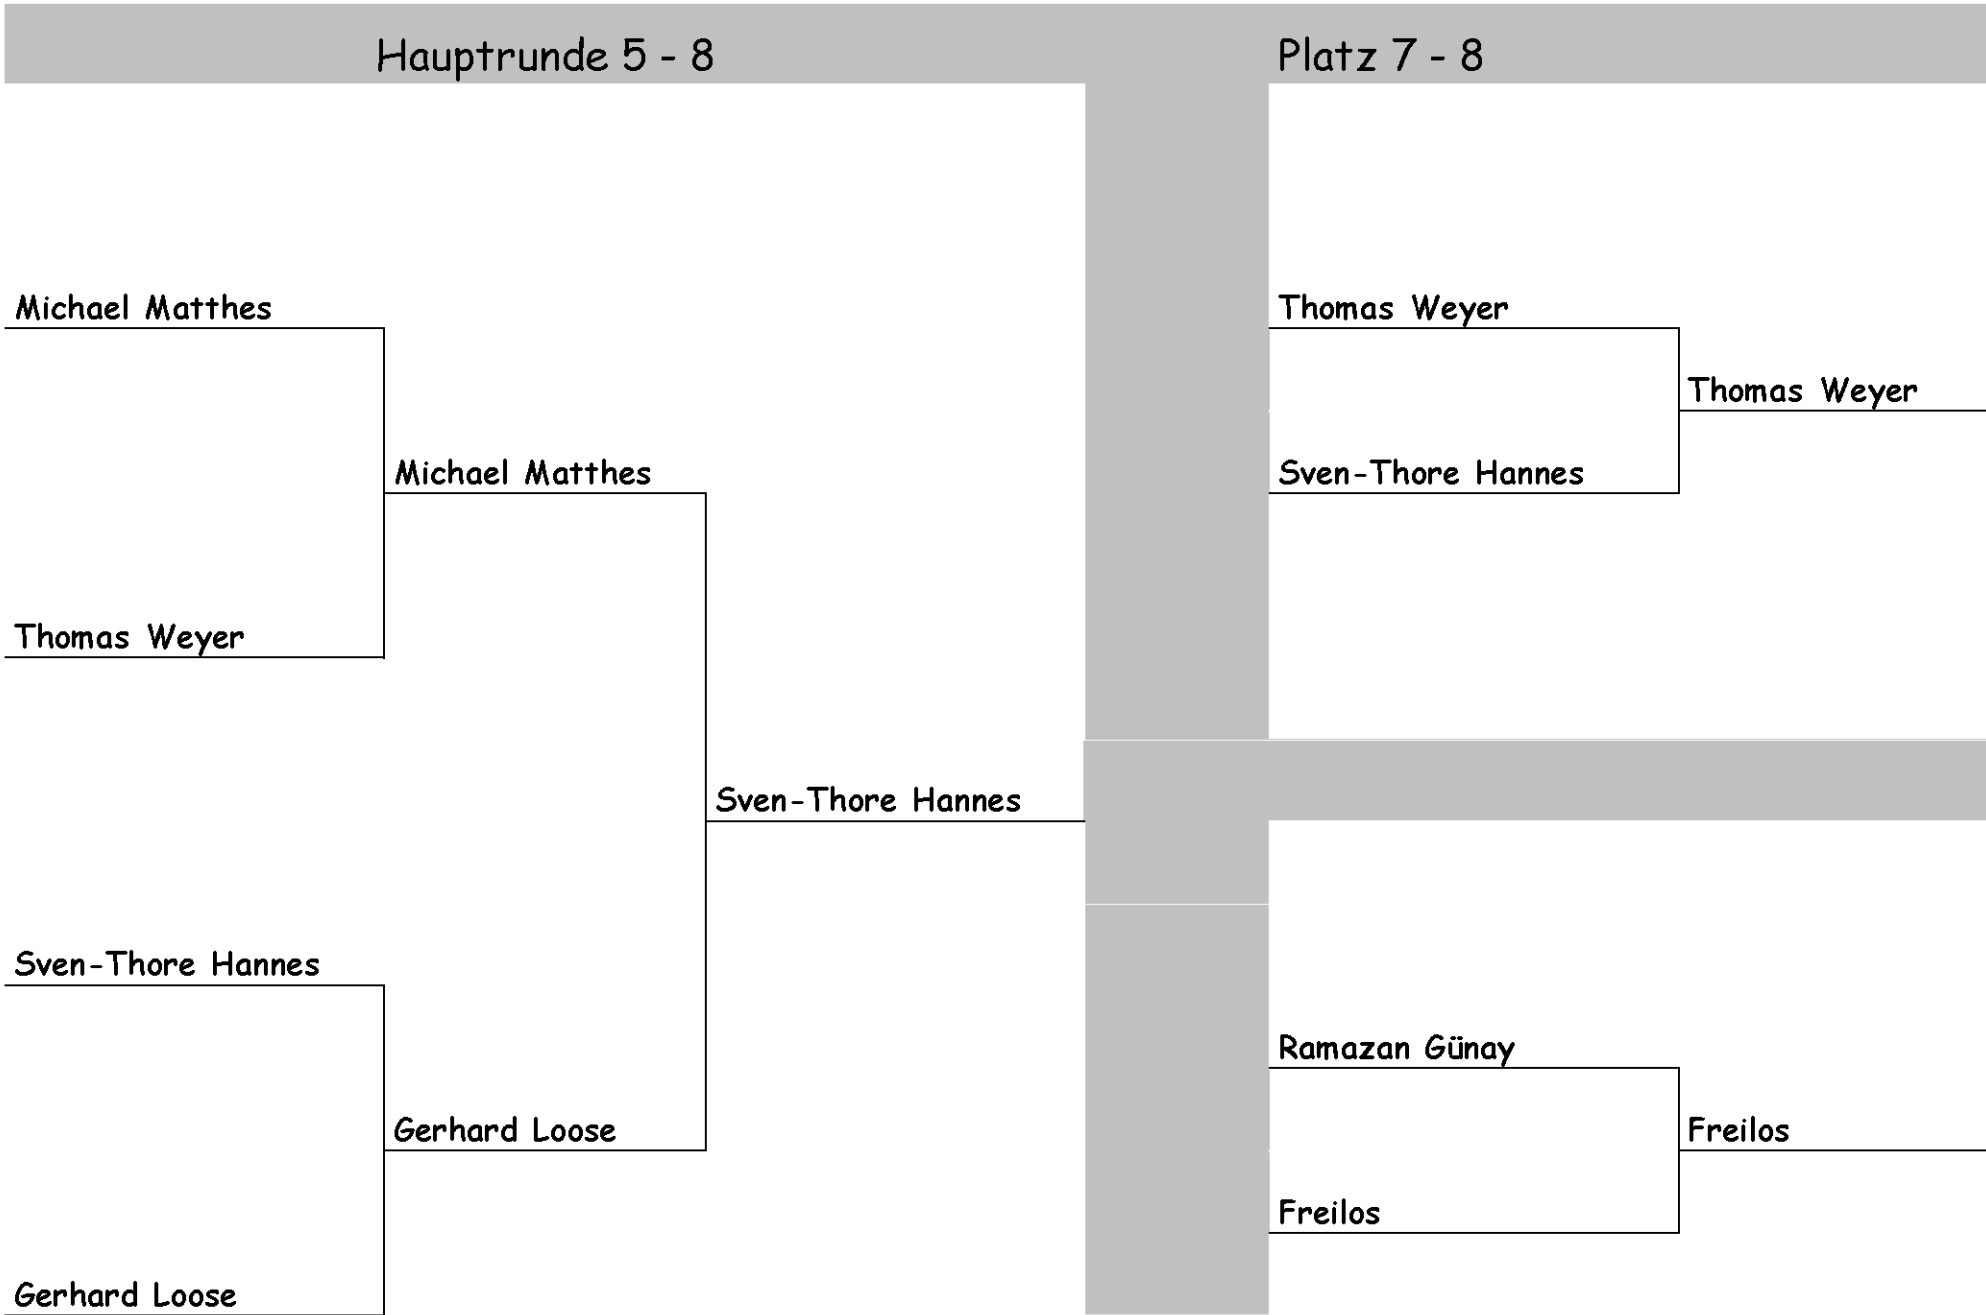 Hauptrunde 5 - 8
Platz 7 - 8
Michael Matthes
Thomas Weyer
Thomas Weyer
Michael Matthes
Sven-Thore Hannes
Thomas Weyer
Sven-Thore Hannes
Sven-Thore Hannes
Ramazan Günay
Gerhard Loose
Freilos
Freilos
Gerhard Loose